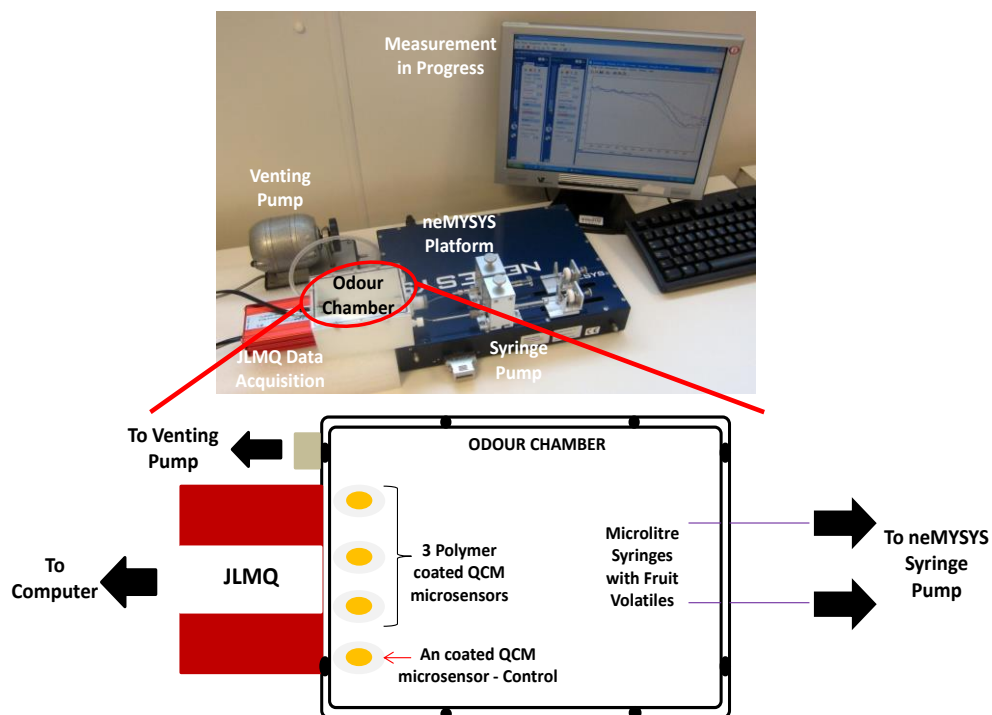 Measurement
in Progress
Venting
Pump
neMYSYS
Platform
NEMESYS
Odour
Chamber
JLMQ Data
Acquisition
Syringe
Pump
To Venting
Pump
ODOUR CHAMBER
To
Computer
JLMQ
3 Polymer
coated QCM
microsensors
Microlitre
Syringes
with Fruit
Volatiles
To neMYSYS
Syringe
Pump
An coated QCM
microsensor - Control